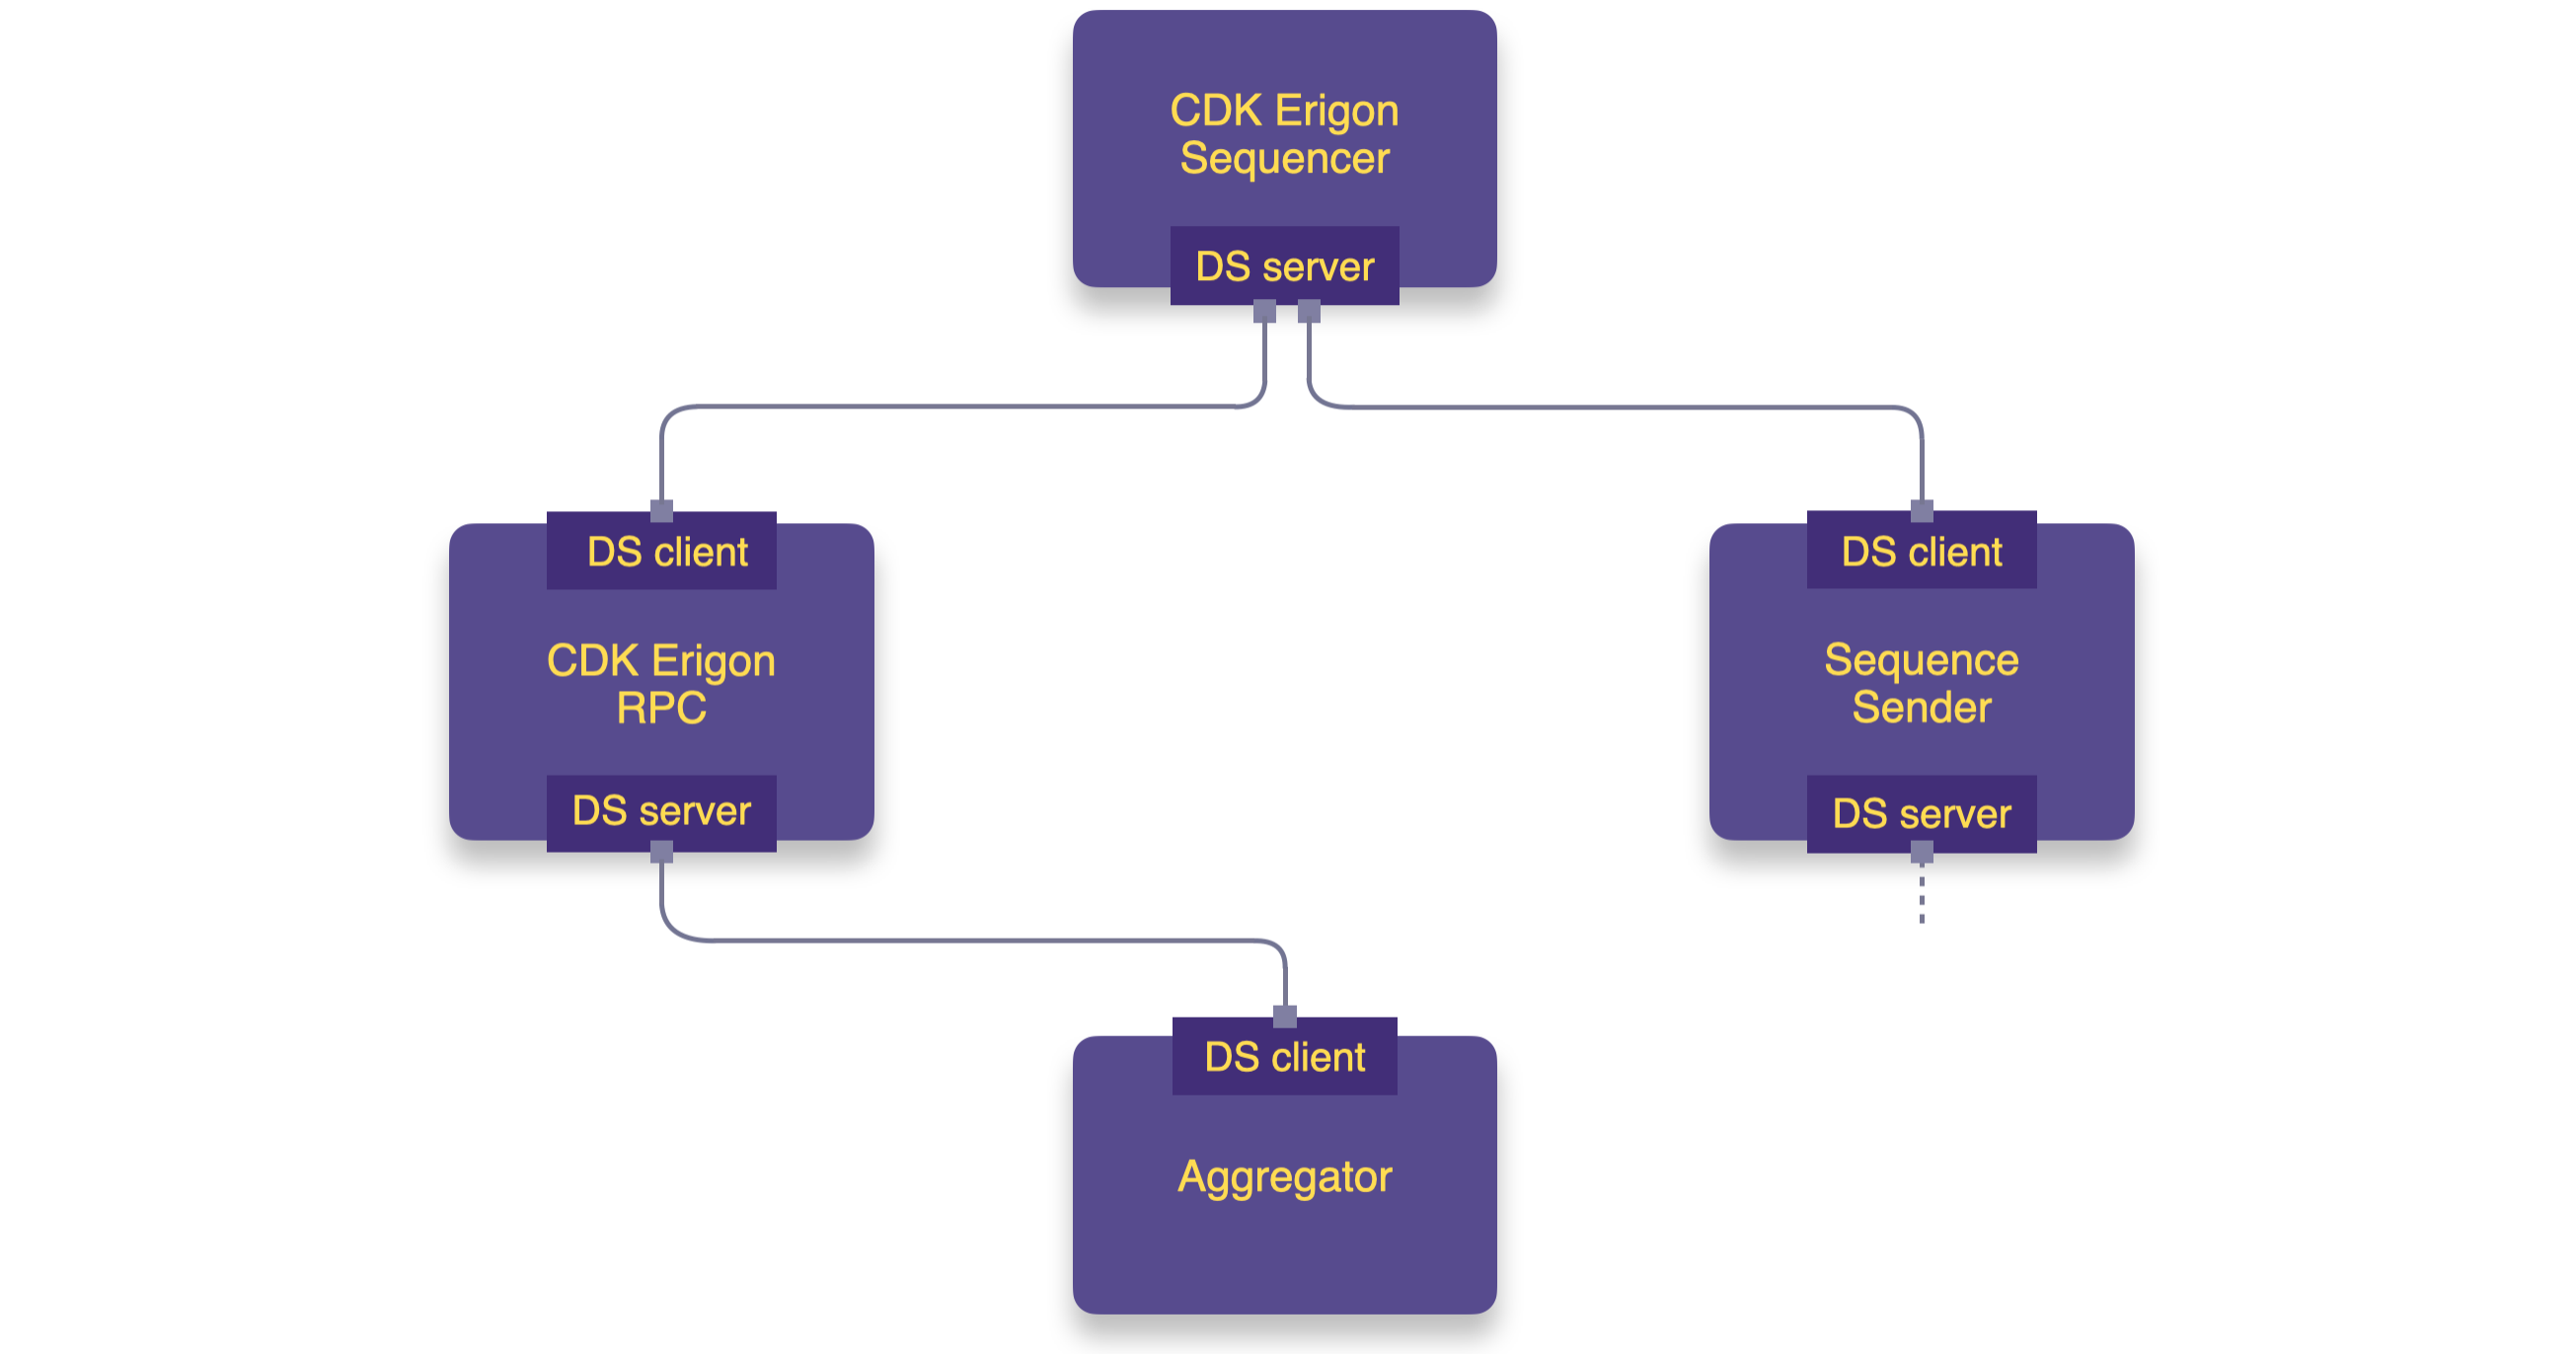 CDK Erigon
Sequencer
DS server
DS client
CDK Erigon
RPC
DS server
DS client
Sequence
Sender
DS server
DS client
Aggregator